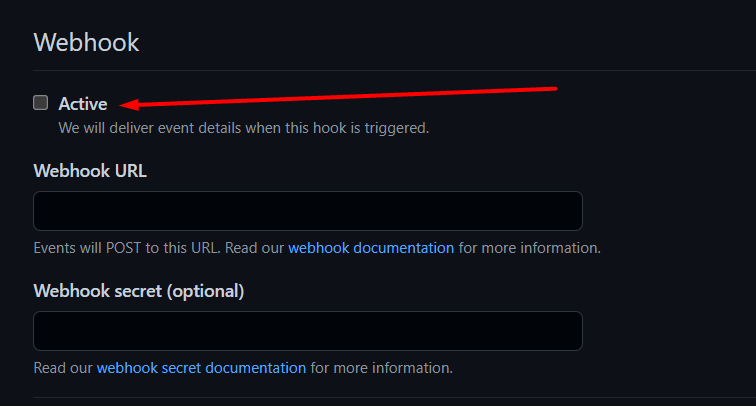 Webhook
Active
We will deliver event details when this hook is triggered.
Webhook URL
Events will POST to this URL. Read our webhook documentation for more information.
Webhook secret (optional)
Read our webhook secret documentation for more information.